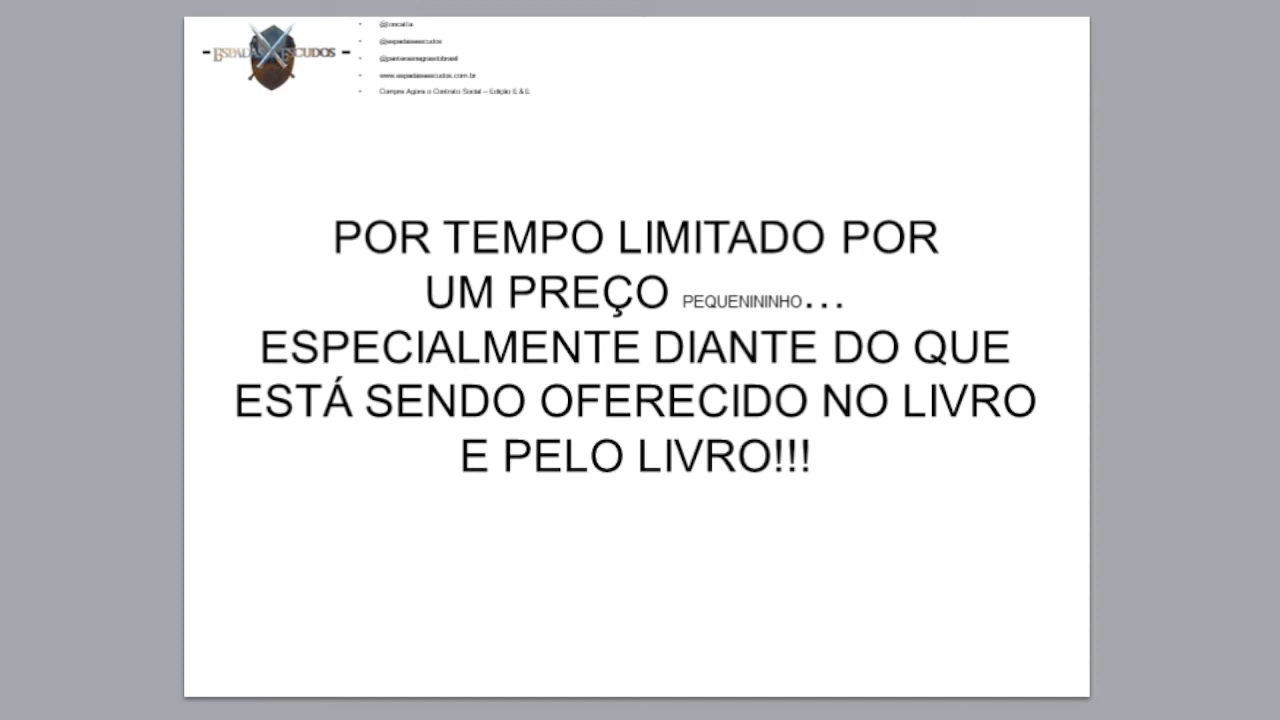 ESPADAS ESCUDOS
www.espadaseescudos.com.br
Compre Agora o Contrato Social – Edição E & E
POR TEMPO LIMITADO POR
UM PREÇO PEQUENININHO...
ESPECIALMENTE DIANTE DO QUE
ESTÁ SENDO OFERECIDO NO LIVRO
E PELO LIVRO!!!